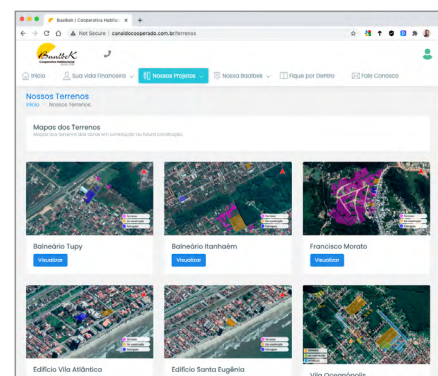 Baalbek | Cooperativa Habitac
Not Secure | canaldocooperado.com.br/terrenos
BaalbeK
Cooperativa Habitacional
Início
Sua Vida Financeira
Nossos Projetos
Nossa Baalbek
Fique por Dentro
Fale Conosco
Nossos Terrenos
Início
Nossos Terrenos
Mapas dos Terrenos
Mapas dos terrenos das obras em construção ou futura construção.
Balneário Tupy
Visualizar
Balneário Itanhaém
Visualizar
Francisco Morato
Visualizar
Edifício Vila Atlântica
Edifício Santa Eugênia
Vila Oceanópolis